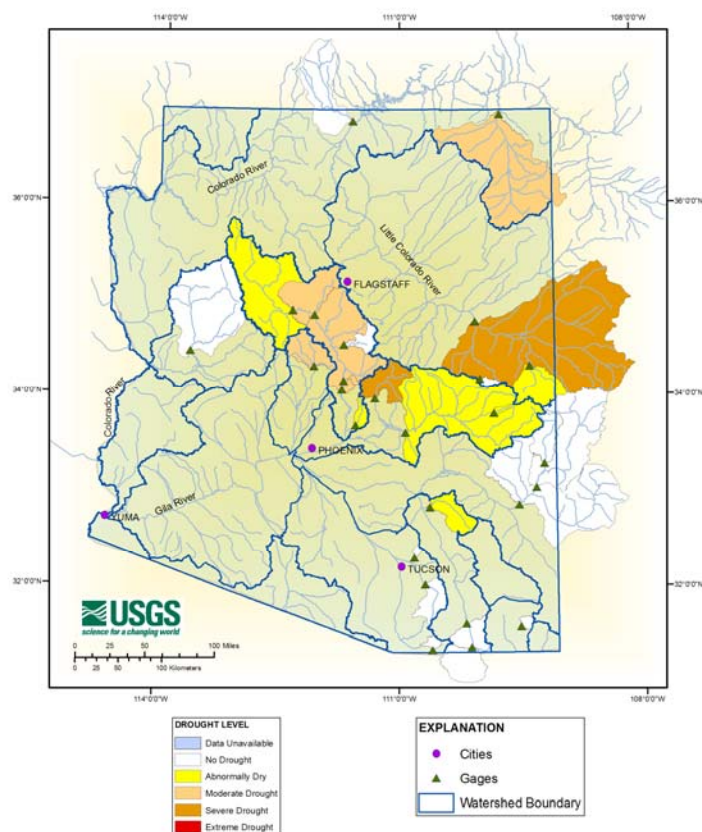 114°0'0"W
111°0'0"W
108°0'0"W
36°0'0"N
36°0'0"N
Colorado River
Little Colorado River
FLAGSTAFF
34°0'0"N
34°0'0"N
Colorado River
PHOENIX
Gila River
YUMA
32°0'0"N
32°0'0"N
TUCSON
USGS
science for a changing world
0 25 50 100 Miles
0 25 50 100 Kilometers
114°0'0"W
111°0'0"W
108°0'0"W
DROUGHT LEVEL
Data Unavailable
No Drought
Abnormally Dry
Moderate Drought
Severe Drought
Extreme Drought
EXPLANATION
Cities
Gages
Watershed Boundary